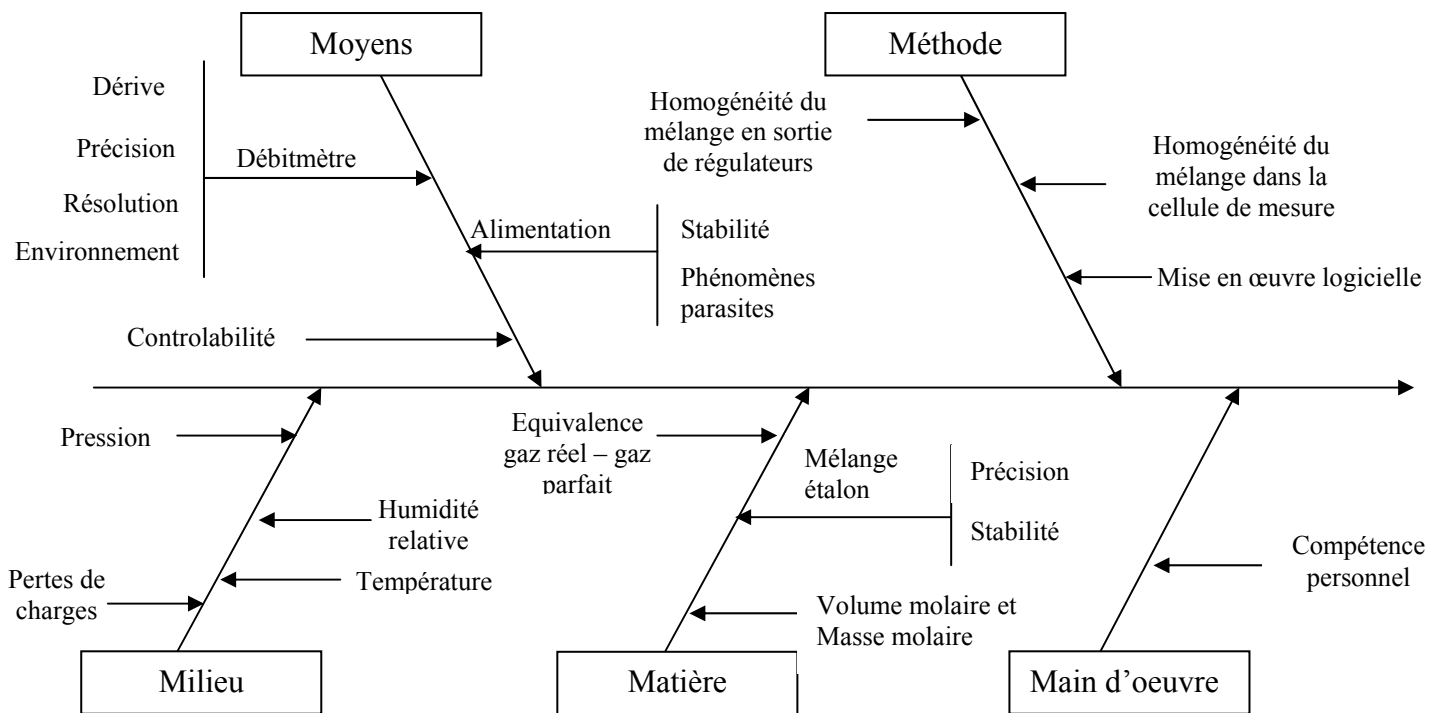 Moyens
Méthode
Dérive
Précision
Résolution
Environnement
Débitmètre
Alimentation
Stabilité
Phénomènes
parasites
Controlabilité
Homogénéité du
mélange en sortie
de régulateurs
Homogénéité du
mélange dans la
cellule de mesure
Mise en œuvre logicielle
Pression
Humidité
relative
Température
Pertes de
charges
Equivalence
gaz réel – gaz
parfait
Mélange
étalon
Précision
Stabilité
Volume molaire et
Masse molaire
Compétence
personnel
Milieu
Matière
Main d’oeuvre